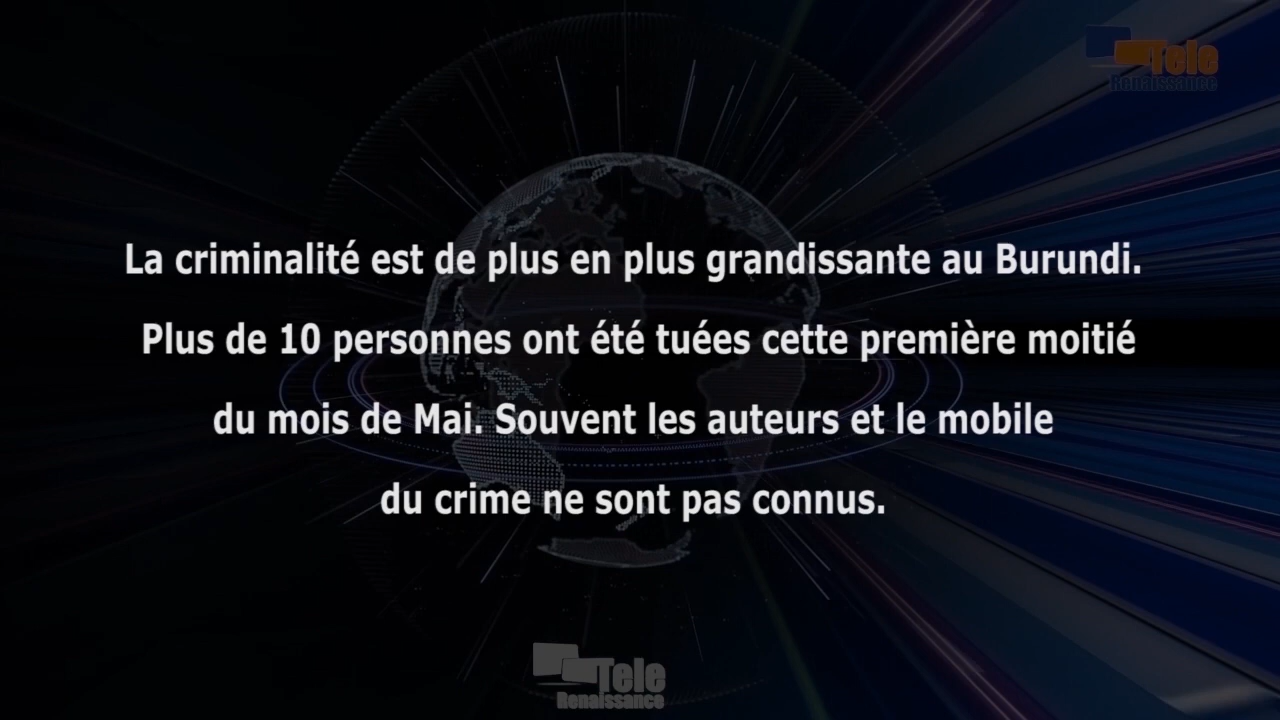 Tele
Renaissance
La criminalité est de plus en plus grandissante au Burundi.
Plus de 10 personnes ont été tuées cette première moitié
du mois de Mai. Souvent les auteurs et le mobile
du crime ne sont pas connus.
Tele
Renaissance